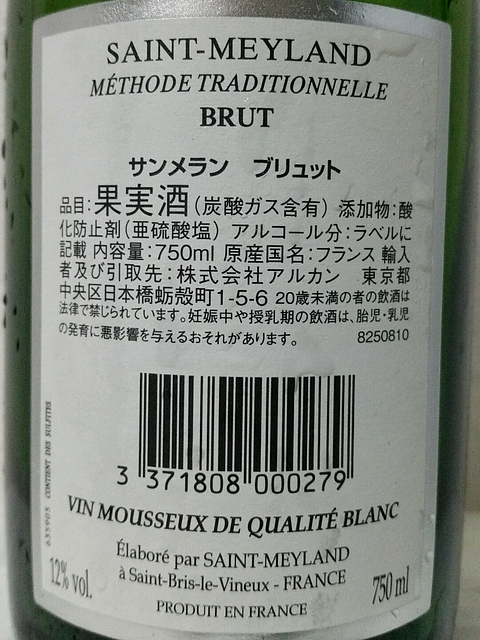 SAINT-MEYLAND
MÉTHODE TRADITIONNELLE
BRUT
サンメラン ブリュット
品目:果実酒(炭酸ガス含有) 添加物:酸
化防止剤(亜硫酸塩) アルコール分:ラベルに
記載 内容量:750ml 原産国名:フランス 輸入
者及び引取先:株式会社アルカン 東京都
中央区日本橋蛎殻町1-5-6 20歳未満の者の飲酒は
法律で禁じられています。妊娠中や授乳期の飲酒は、胎児・乳児
の発育に悪影響を与えるおそれがあります。 8250810
3 371808 000279
635905 CONTIENT DES SULFITES
VIN MOUSSEUX DE QUALITÉ BLANC
Élaboré par SAINT-MEYLAND
à Saint-Bris-le-Vineux - FRANCE
12% vol.
750 ml
PRODUIT EN FRANCE